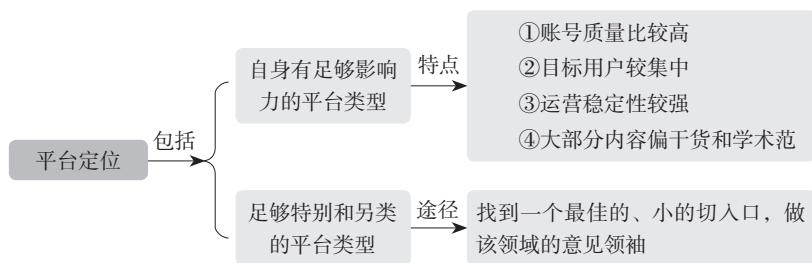 自身有足够影响
力的平台类型
特点
①账号质量比较高
②目标用户较集中
③运营稳定性较强
④大部分内容偏干货和学术范
平台定位
包括
足够特别和另类
的平台类型
途径
找到一个最佳的、小的切入口，做
该领域的意见领袖